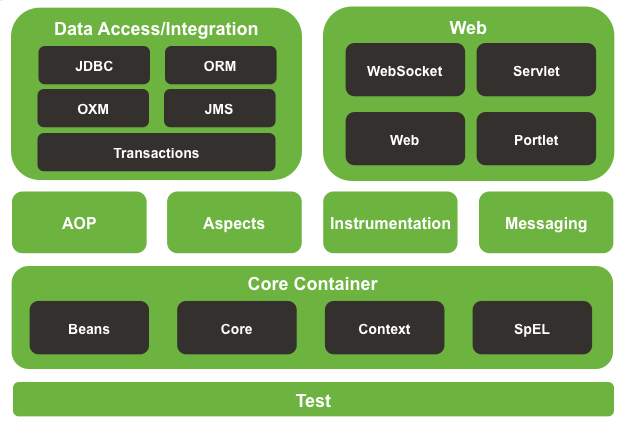 Data Access/Integration
JDBC
ORM
OXM
JMS
Transactions
Web
WebSocket
Servlet
Web
Portlet
AOP
Aspects
Instrumentation
Messaging
Core Container
Beans
Core
Context
SpEL
Test